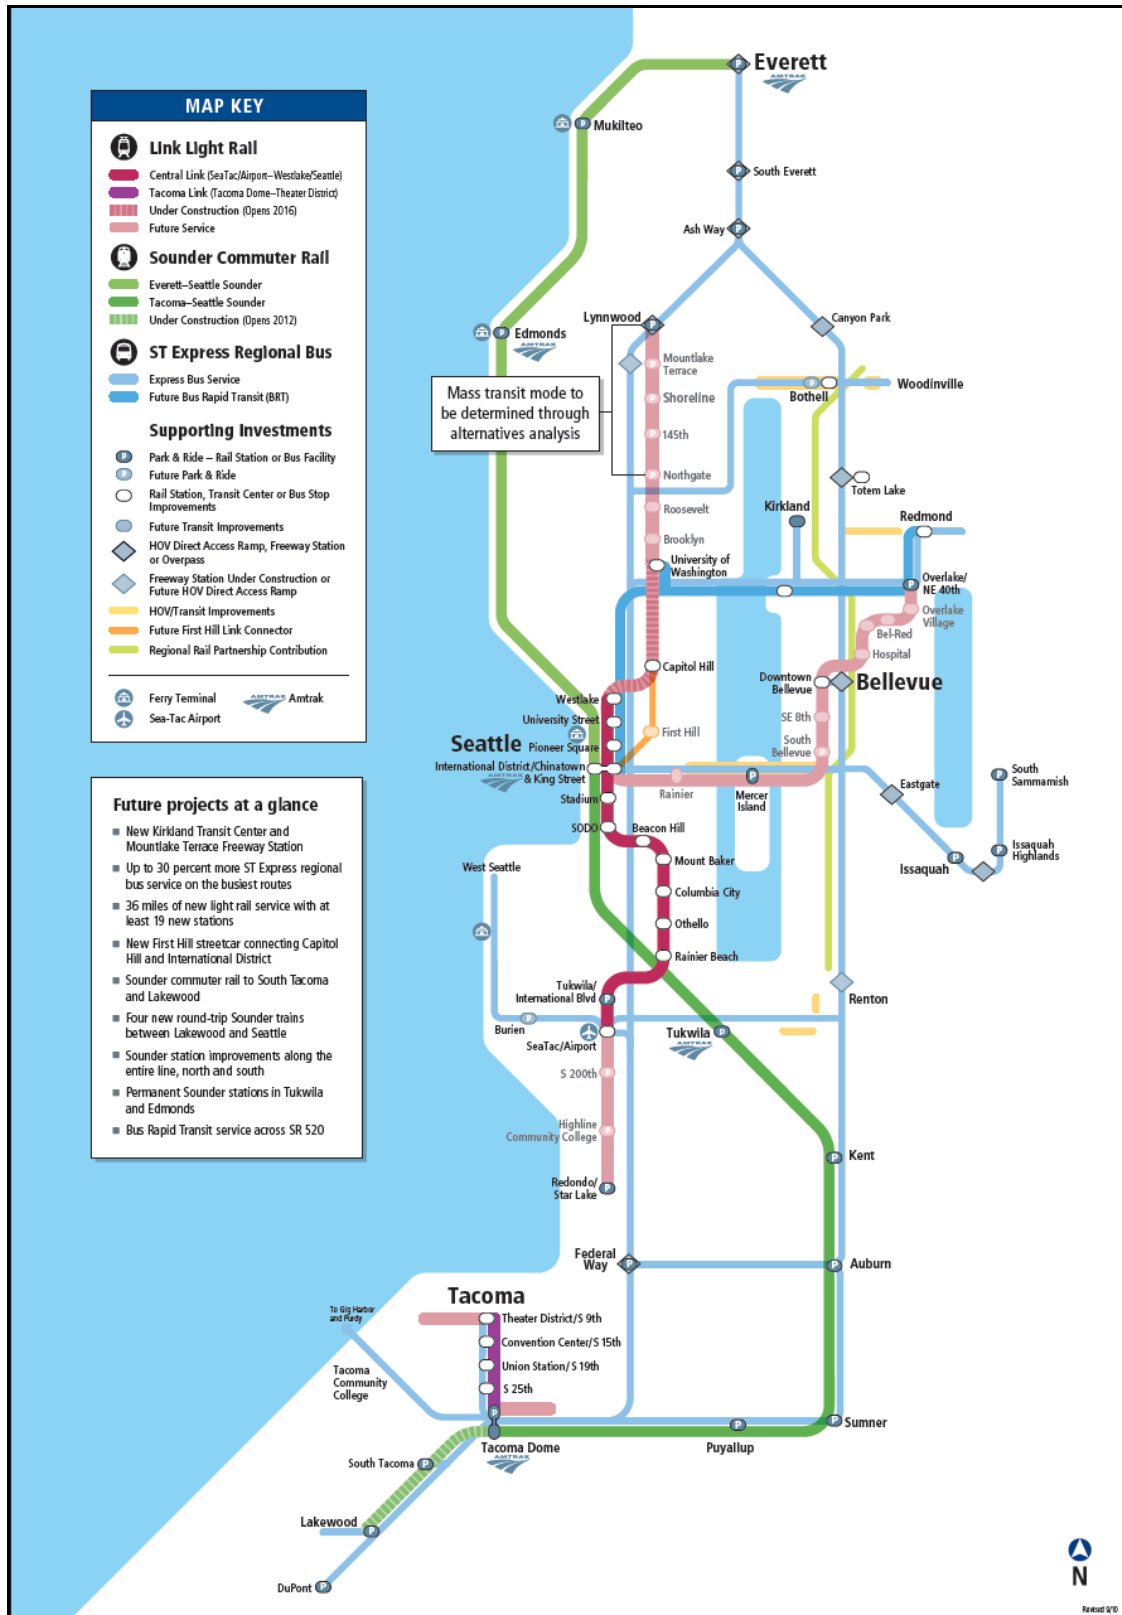 MAP KEY
Link Light Rail
Central Link (SeaTac/Airport–Westlake/Seattle)
Tacoma Link (Tacoma Dome–Theater District)
Under Construction (Opens 2016)
Future Service
Sounder Commuter Rail
Everett–Seattle Sounder
Tacoma–Seattle Sounder
Under Construction (Opens 2012)
ST Express Regional Bus
Express Bus Service
Future Bus Rapid Transit (BRT)
Supporting Investments
P
Park & Ride – Rail Station or Bus Facility
P
Future Park & Ride
Rail Station, Transit Center or Bus Stop
Improvements
Future Transit Improvements
HOV Direct Access Ramp, Freeway Station
or Overpass
Freeway Station Under Construction or
Future HOV Direct Access Ramp
HOV/Transit Improvements
Future First Hill Link Connector
Regional Rail Partnership Contribution
Ferry Terminal
AMTRAK
Amtrak
Sea-Tac Airport
Future projects at a glance
New Kirkland Transit Center and
Mountlake Terrace Freeway Station
Up to 30 percent more ST Express regional
bus service on the busiest routes
36 miles of new light rail service with at
least 19 new stations
New First Hill streetcar connecting Capitol
Hill and International District
Sounder commuter rail to South Tacoma
and Lakewood
Four new round-trip Sounder trains
between Lakewood and Seattle
Sounder station improvements along the
entire line, north and south
Permanent Sounder stations in Tukwila
and Edmonds
Bus Rapid Transit service across SR 520
Everett
AMTRAK
Mukilteo
South Everett
Ash Way
Lynnwood
Canyon Park
Edmonds
AMTRAK
Mountlake
Terrace
Mass transit mode to
be determined through
alternatives analysis
Shoreline
145th
Northgate
Roosevelt
Brooklyn
University of
Washington
Woodinville
Bothell
Totem Lake
Kirkland
Redmond
Overlake/
NE 40th
Overlake
Village
Bel-Red
Hospital
Capitol Hill
Downtown
Bellevue
Bellevue
SE 8th
South
Bellevue
Westlake
University Street
Seattle
Pioneer Square
First Hill
International District/Chinatown
& King Street
AMTRAK
Stadium
SODO
Rainier
Mercer
Island
Eastgate
South
Sammamish
Issaquah
Issaquah
Highlands
Beacon Hill
Mount Baker
West Seattle
Columbia City
Othello
Rainier Beach
Tukwila/
International Blvd
Burien
SeaTac/Airport
Tukwila
AMTRAK
Renton
S 200th
Highline
Community College
Redondo/
Star Lake
Kent
Federal
Way
Auburn
Tacoma
To Gig Harbor
and Purdy
Theater District/S 9th
Convention Center/S 15th
Union Station/S 19th
S 25th
Tacoma
Community
College
Tacoma Dome
AMTRAK
Puyallup
Sumner
South Tacoma
Lakewood
DuPont
N
Revised 9/10